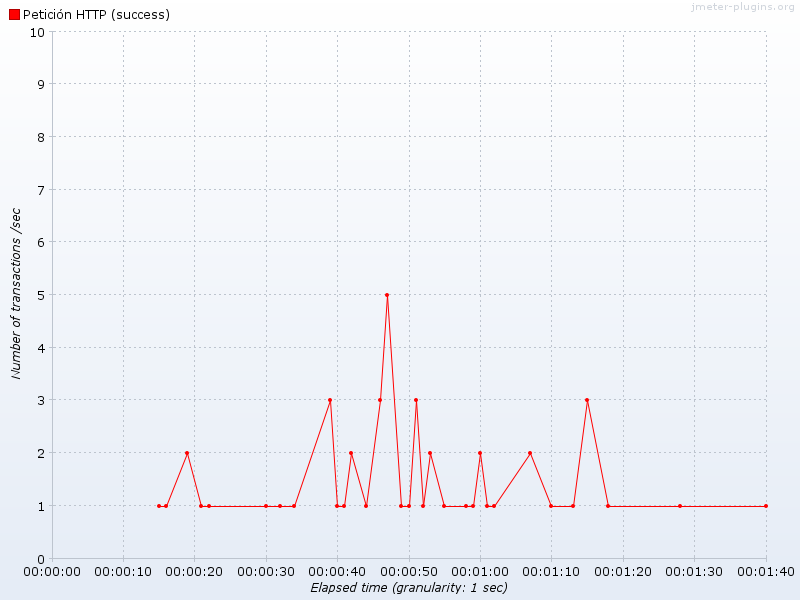 jmeter-plugins.org
Petición HTTP (success)
10
9
8
7
6
5
4
3
2
1
0
Number of transactions /sec
00:00:00 00:00:10 00:00:20 00:00:30 00:00:40 00:00:50 00:01:00 00:01:10 00:01:20 00:01:30 00:01:40
Elapsed time (granularity: 1 sec)